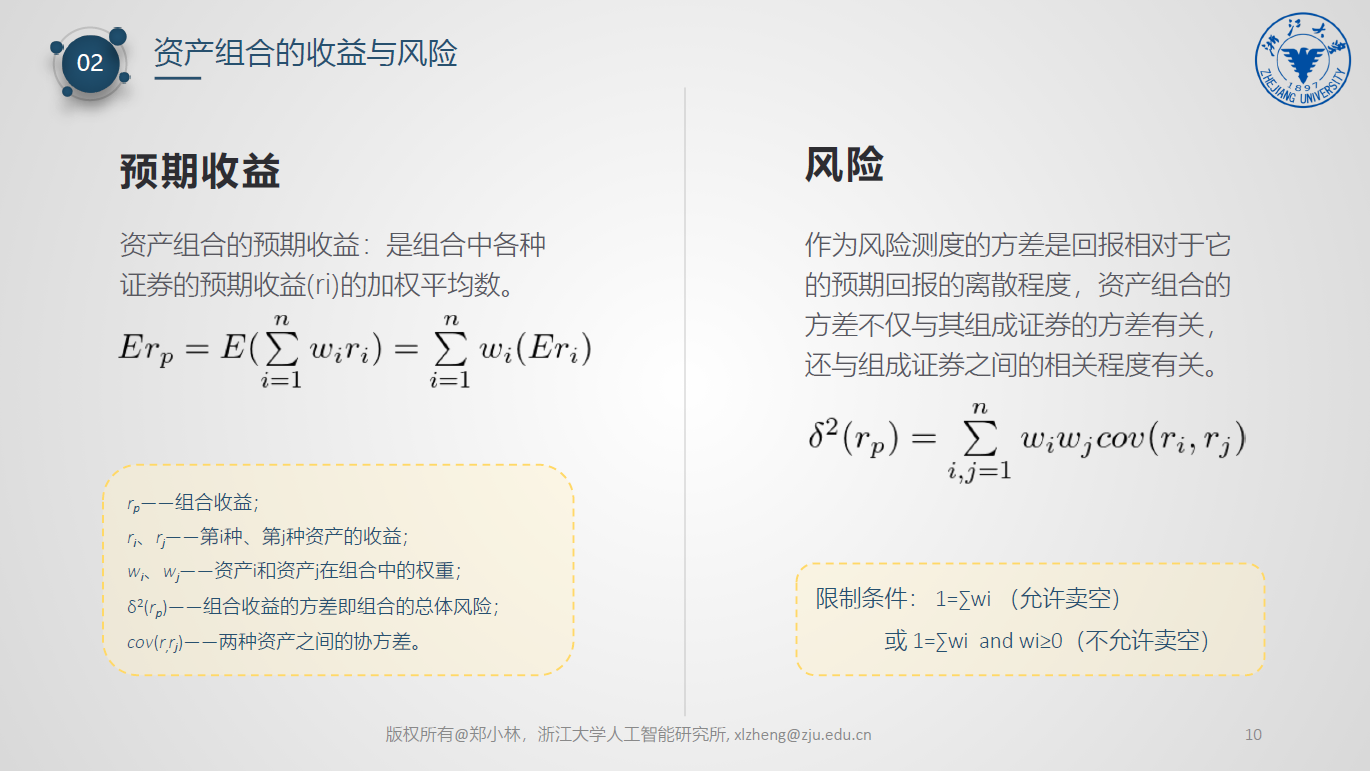 02
资产组合的收益与风险
浙江大学
ZHEJIANG UNIVERSITY
1897
预期收益
资产组合的预期收益：是组合中各种
证券的预期收益(ri)的加权平均数。
Er_p = E(∑_{i=1}^{n} w_i r_i) = ∑_{i=1}^{n} w_i(Er_i)
r_p——组合收益；
r_i、r_j——第i种、第j种资产的收益；
w_i、w_j——资产i和资产j在组合中的权重；
δ²(r_p)——组合收益的方差即组合的总体风险；
cov(r_,r_j)——两种资产之间的协方差。
风险
作为风险测度的方差是回报相对于它
的预期回报的离散程度，资产组合的
方差不仅与其组成证券的方差有关，
还与组成证券之间的相关程度有关。
δ²(r_p) = ∑_{i,j=1}^{n} w_i w_j cov(r_i, r_j)
限制条件： 1=∑wi （允许卖空）
或 1=∑wi and wi≥0（不允许卖空）
版权所有@郑小林，浙江大学人工智能研究所, xlzheng@zju.edu.cn
10